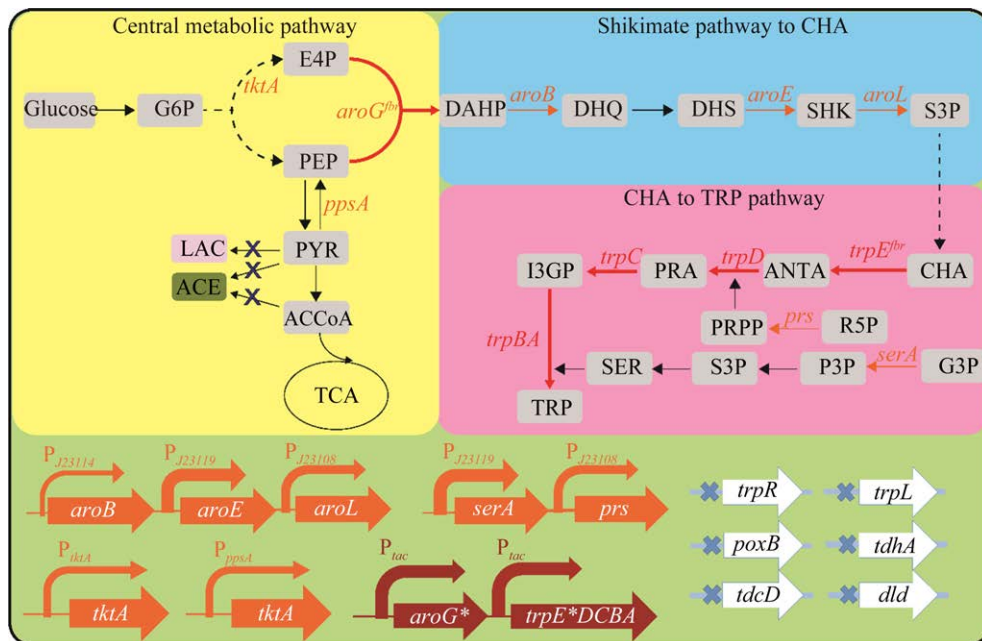 Central metabolic pathway
Shikimate pathway to CHA
Glucose
G6P
tktA
E4P
aroG^fbr
PEP
ppsA
PYR
LAC
X
ACE
X
X
ACCoA
TCA
DAHP
aroB
DHQ
DHS
aroE
SHK
aroL
S3P
CHA to TRP pathway
I3GP
trpC
PRA
trpD
ANTA
trpE^fbr
CHA
PRPP
prs
R5P
trpBA
SER
S3P
P3P
serA
G3P
TRP
P_J23114
P_J23119
P_J23108
P_J23119
P_J23108
aroB
aroE
aroL
serA
prs
P_tktA
P_ppsA
P_tac
P_tac
tktA
tktA
aroG*
trpE*DCBA
trpR
trpL
poxB
tdhA
tdcD
dld